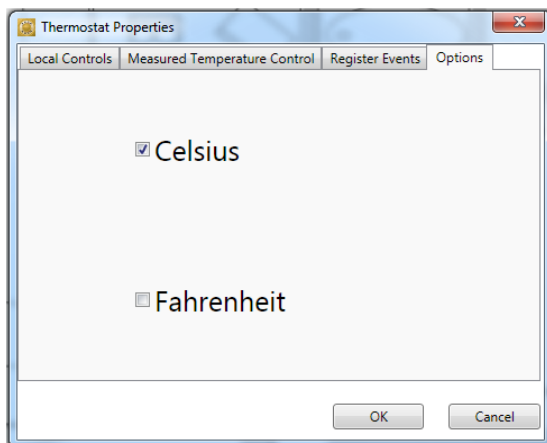 Thermostat Properties
Local Controls Measured Temperature Control Register Events Options
Celsius
Fahrenheit
OK Cancel